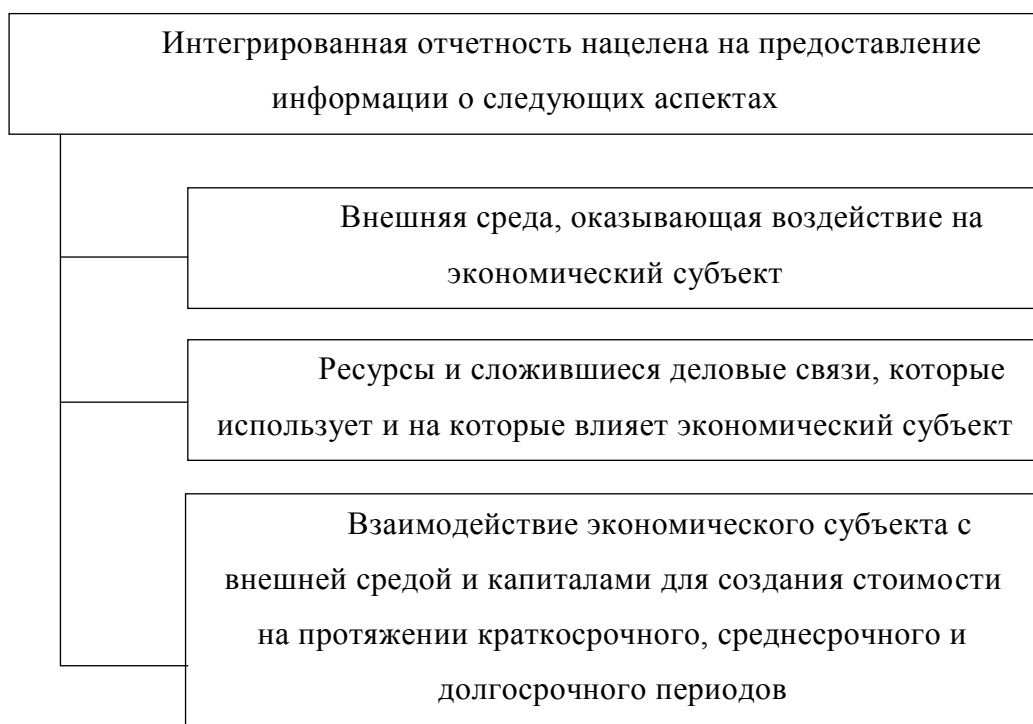 Интегрированная отчетность нацелена на предоставление
информации о следующих аспектах
Внешняя среда, оказывающая воздействие на
экономический субъект
Ресурсы и сложившиеся деловые связи, которые
использует и на которые влияет экономический субъект
Взаимодействие экономического субъекта с
внешней средой и капиталами для создания стоимости
на протяжении краткосрочного, среднесрочного и
долгосрочного периодов